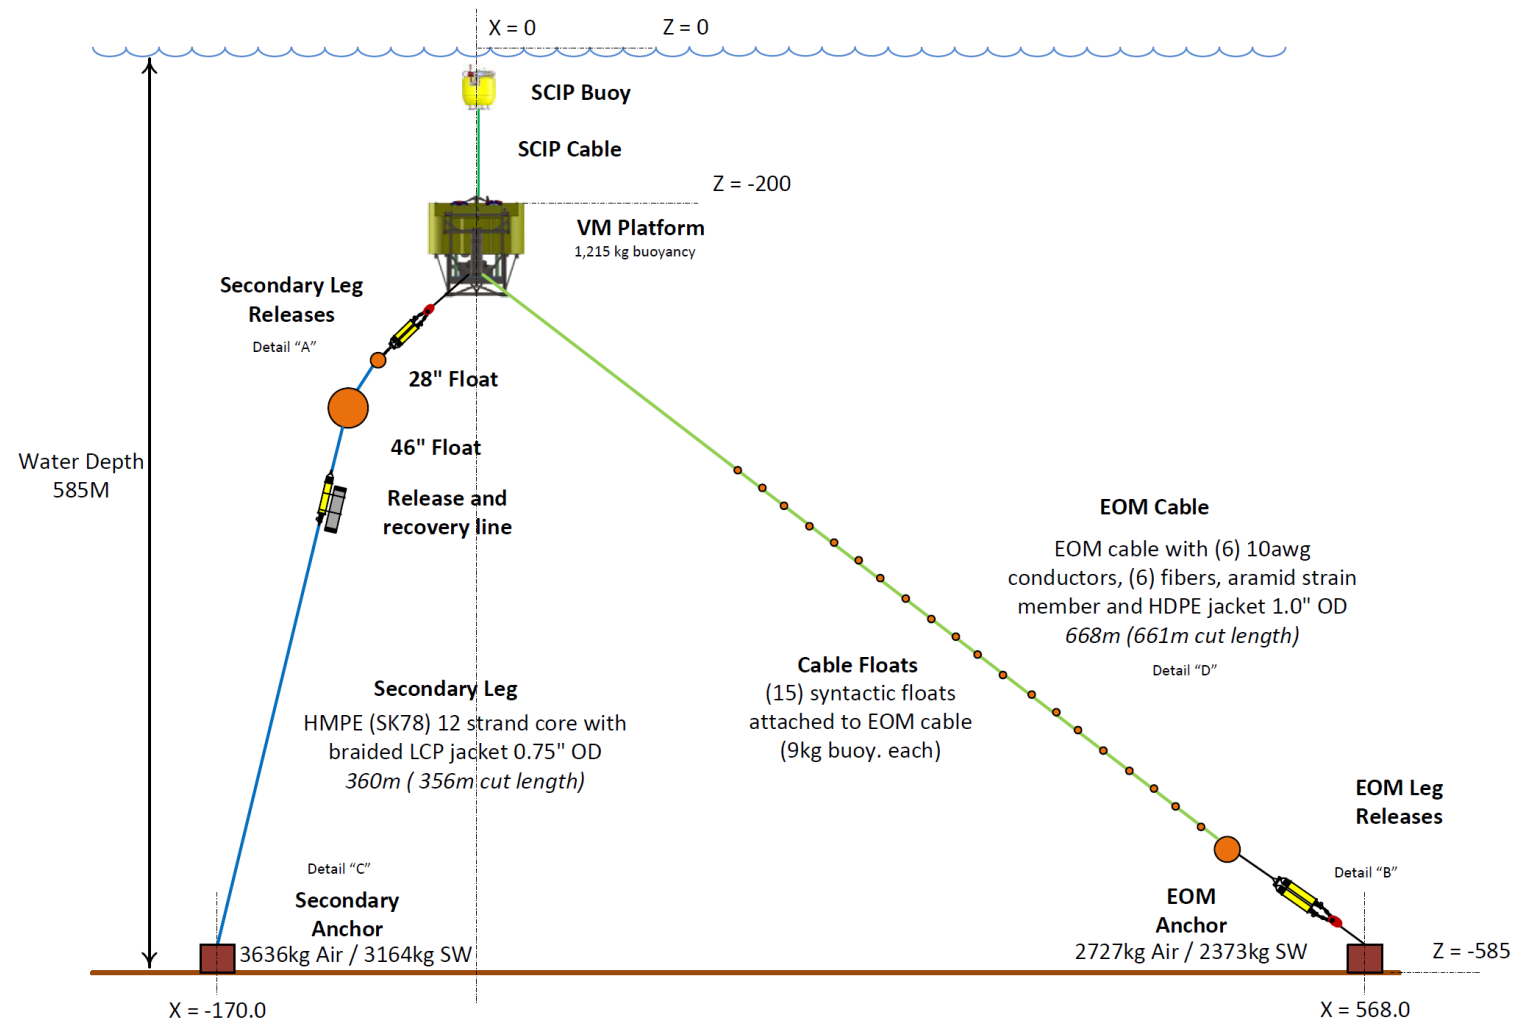 X = 0
Z = 0
SCIP Buoy
SCIP Cable
Z = -200
VM Platform
1,215 kg buoyancy
Secondary Leg
Releases
Detail “A”
28" Float
46" Float
Water Depth
585M
Release and
recovery line
EOM Cable
EOM cable with (6) 10awg
conductors, (6) fibers, aramid strain
member and HDPE jacket 1.0" OD
668m (661m cut length)
Detail “D”
Cable Floats
(15) syntactic floats
attached to EOM cable
(9kg buoy. each)
Secondary Leg
HMPE (SK78) 12 strand core with
braided LCP jacket 0.75" OD
360m ( 356m cut length)
EOM Leg
Releases
Detail “B”
Detail “C”
Secondary
Anchor
3636kg Air / 3164kg SW
EOM
Anchor
2727kg Air / 2373kg SW
Z = -585
X = -170.0
X = 568.0